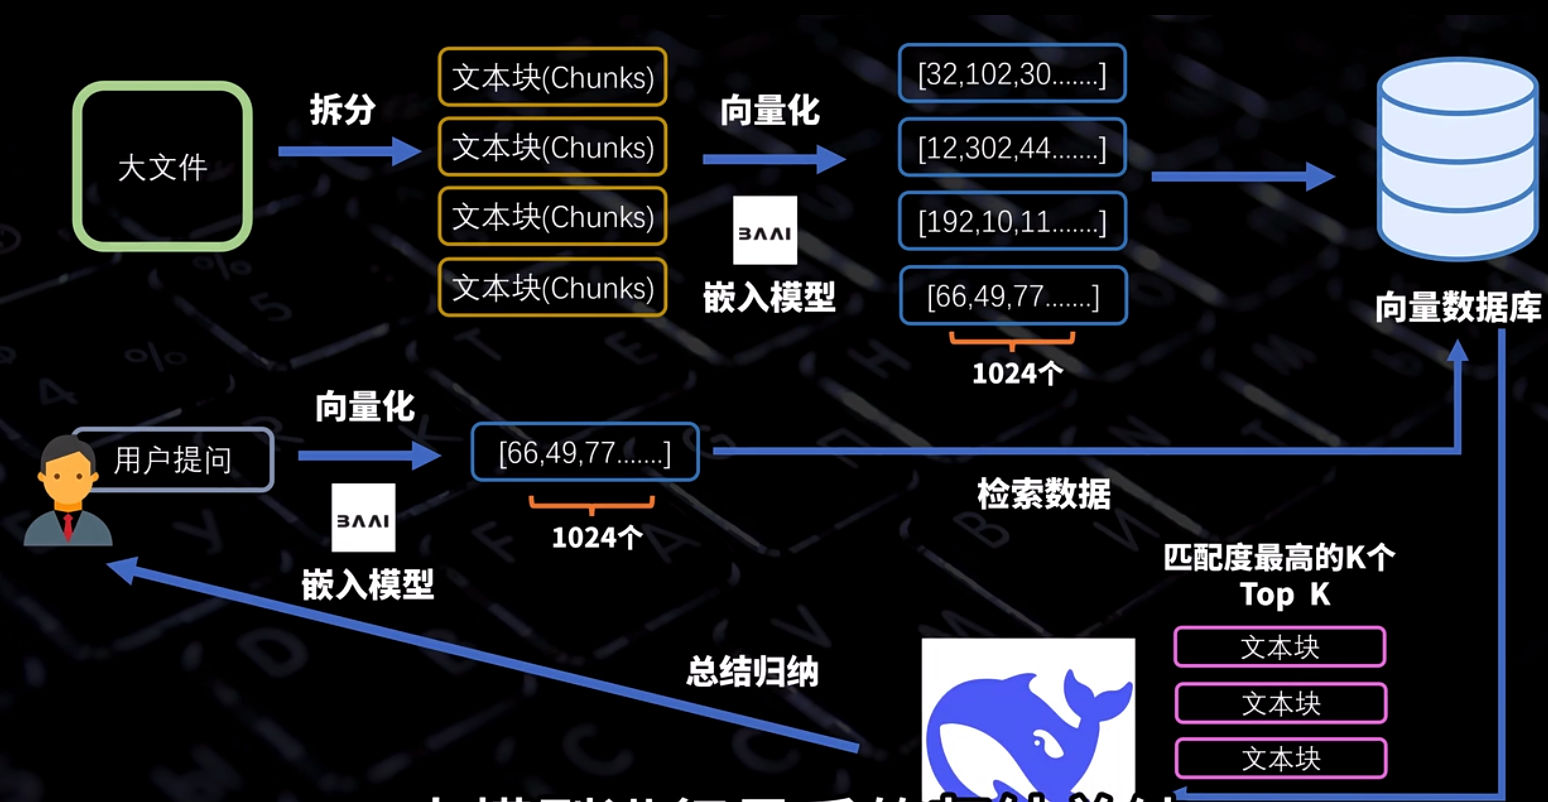 大文件
拆分
文本块(Chunks)
文本块(Chunks)
文本块(Chunks)
文本块(Chunks)
向量化
BAAI
嵌入模型
[32,102,30.......]
[12,302,44.......]
[192,10,11.......]
[66,49,77.......]
1024个
向量数据库
用户提问
向量化
BAAI
嵌入模型
[66,49,77.......]
1024个
检索数据
匹配度最高的K个
Top K
文本块
文本块
文本块
总结归纳